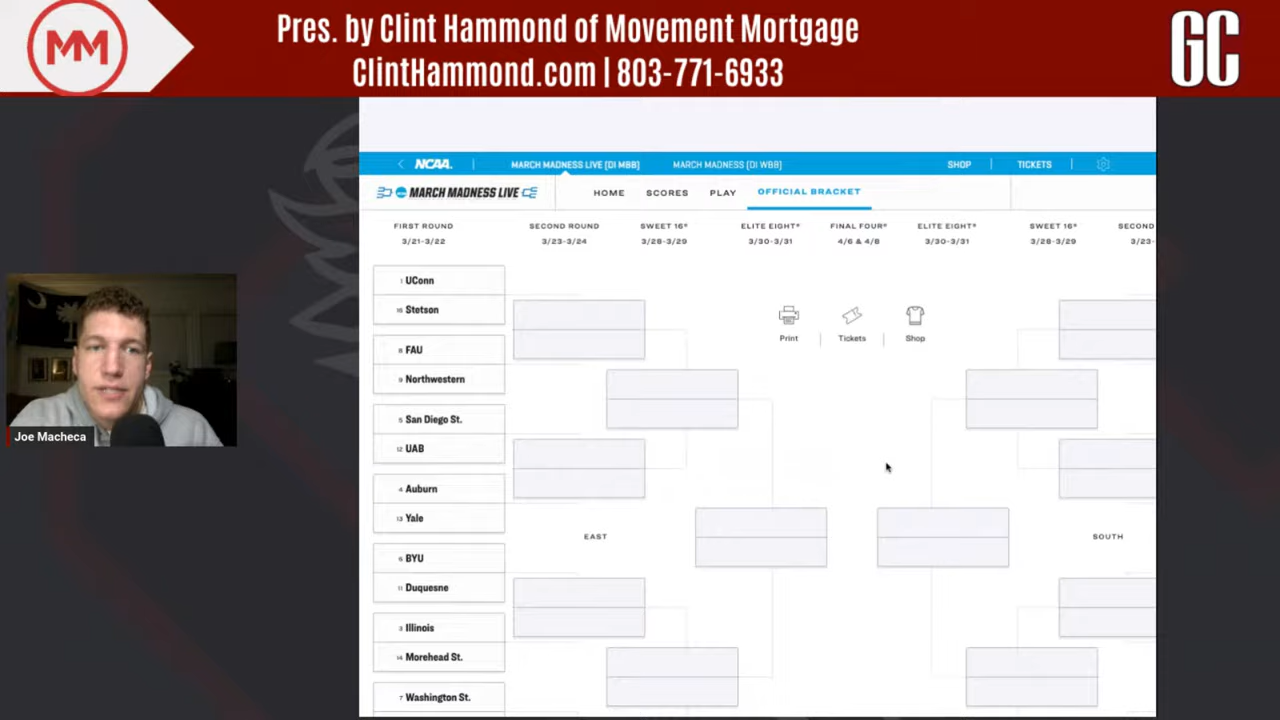 MM
Pres. by Clint Hammond of Movement Mortgage
ClintHammond.com | 803-771-6933
GC
NCAA
MARCH MADNESS LIVE [DI MBB]
MARCH MADNESS [DI WBB]
SHOP
TICKETS
MARCH MADNESS LIVE
HOME
SCORES
PLAY
OFFICIAL BRACKET
FIRST ROUND
3/21-3/22
SECOND ROUND
3/23-3/24
SWEET 16®
3/28-3/29
ELITE EIGHT®
3/30-3/31
FINAL FOUR®
4/6 & 4/8
ELITE EIGHT®
3/30-3/31
SWEET 16®
3/28-3/29
SECOND
3/23-
1 UConn
16 Stetson
8 FAU
9 Northwestern
5 San Diego St.
12 UAB
4 Auburn
13 Yale
6 BYU
11 Duquesne
3 Illinois
14 Morehead St.
7 Washington St.
Print
Tickets
Shop
EAST
SOUTH
Joe Macheca